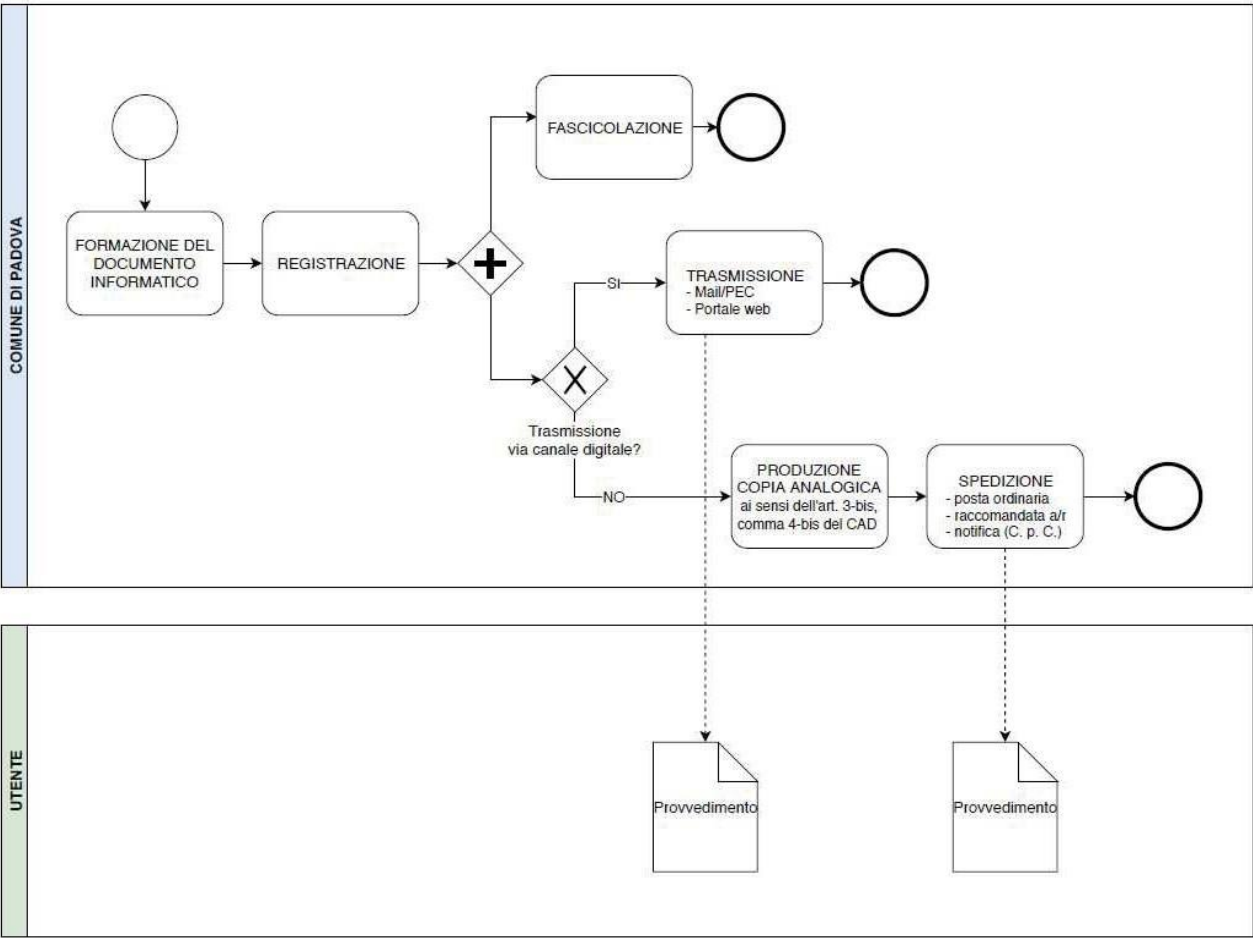 COMUNE DI PADOVA
FORMAZIONE DEL
DOCUMENTO
INFORMATICO
REGISTRAZIONE
FASCICOLAZIONE
SI
TRASMISSIONE
- Mail/PEC
- Portale web
Trasmissione
via canale digitale?
NO
PRODUZIONE
COPIA ANALOGICA
ai sensi dell'art. 3-bis,
comma 4-bis del CAD
SPEDIZIONE
- posta ordinaria
- raccomandata a/r
- notifica (C. p. C.)
UTENTE
Provvedimento
Provvedimento